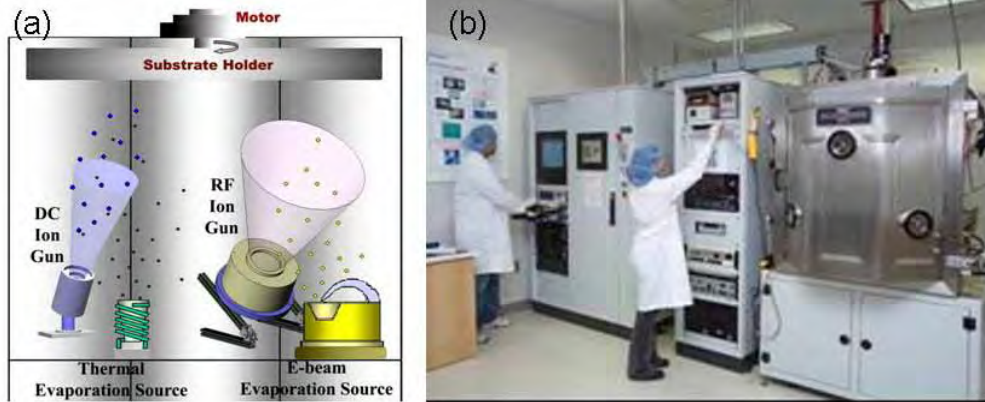 (a)
Motor
Substrate Holder
DC
Ion
Gun
RF
Ion
Gun
Thermal
Evaporation Source
E-beam
Evaporation Source
(b)